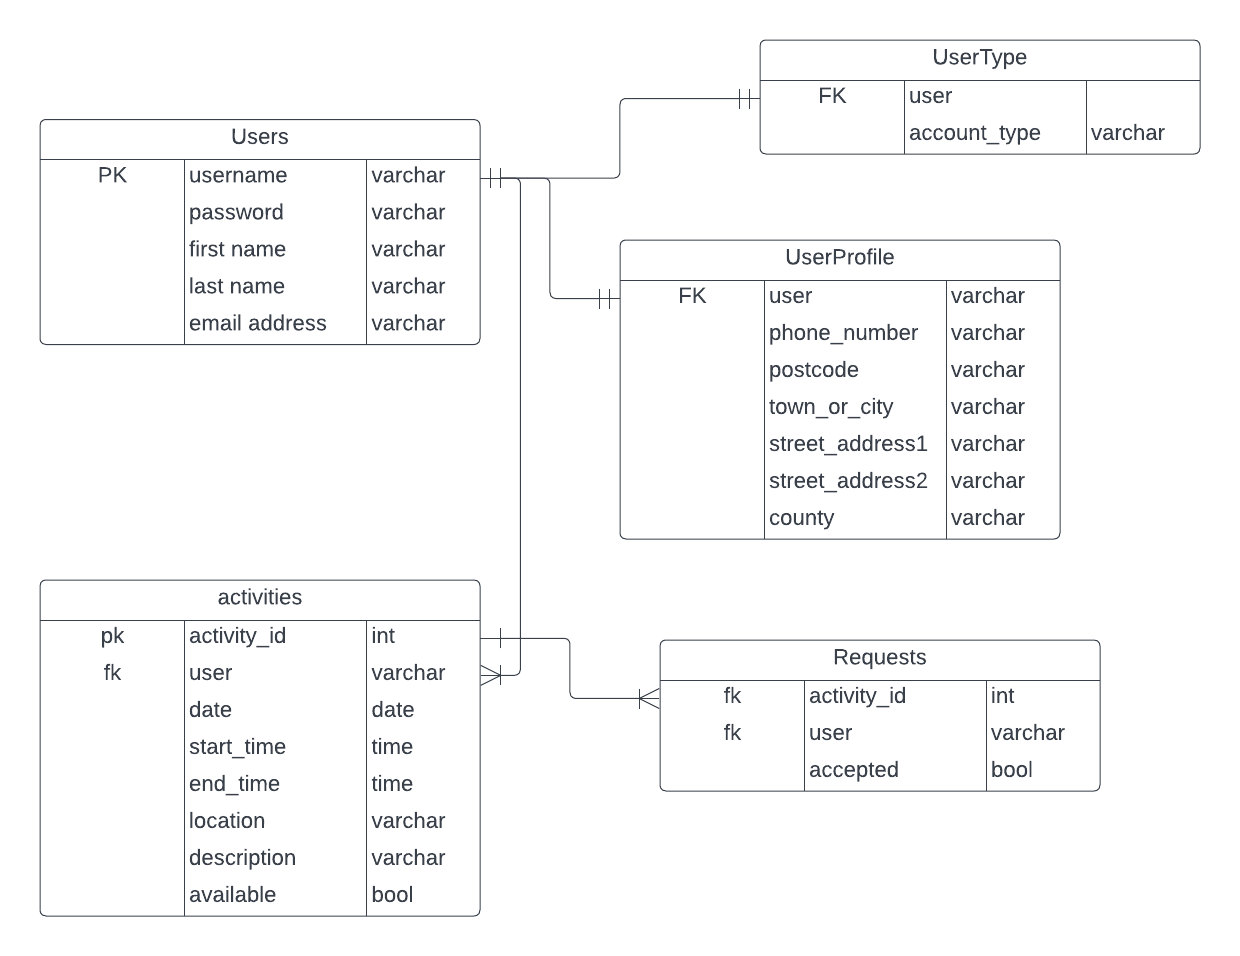 UserType
FK user
account_type varchar
Users
PK username varchar
password varchar
first name varchar
last name varchar
email address varchar
UserProfile
FK user varchar
phone_number varchar
postcode varchar
town_or_city varchar
street_address1 varchar
street_address2 varchar
county varchar
activities
pk activity_id int
fk user varchar
date date
start_time time
end_time time
location varchar
description varchar
available bool
Requests
fk activity_id int
fk user varchar
accepted bool